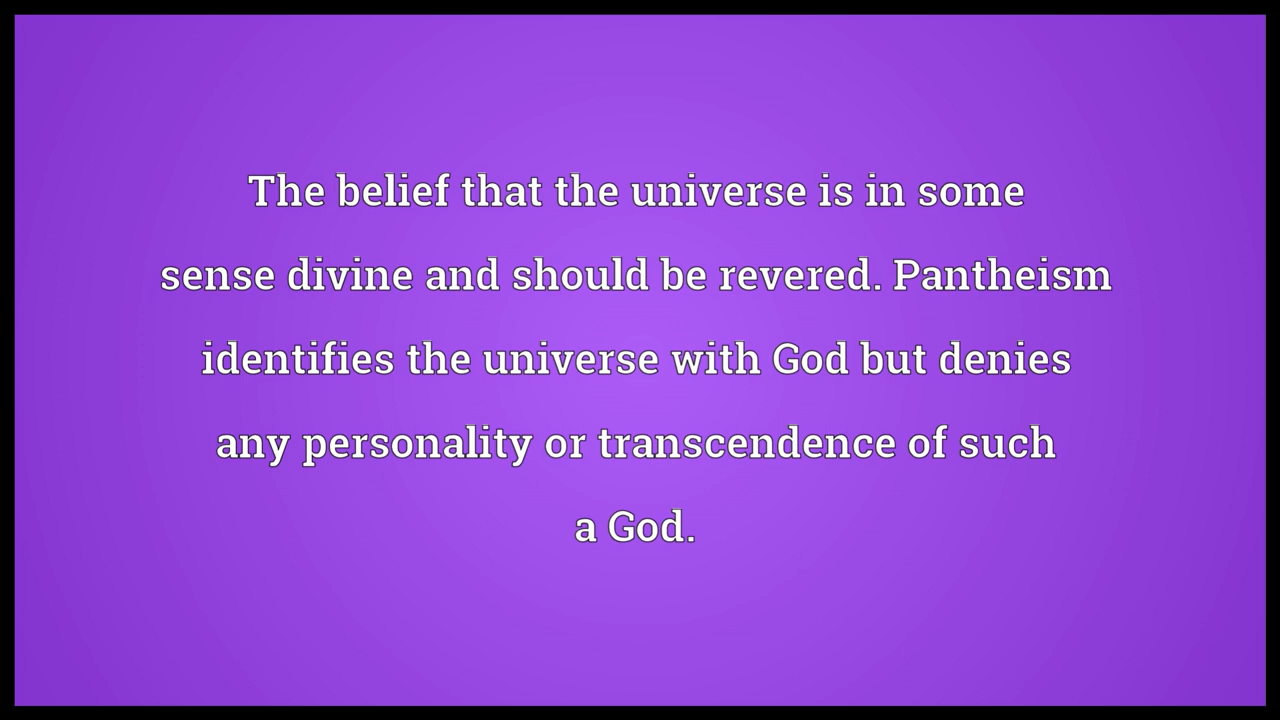 The belief that the universe is in some
sense divine and should be revered. Pantheism
identifies the universe with God but denies
any personality or transcendence of such
a God.